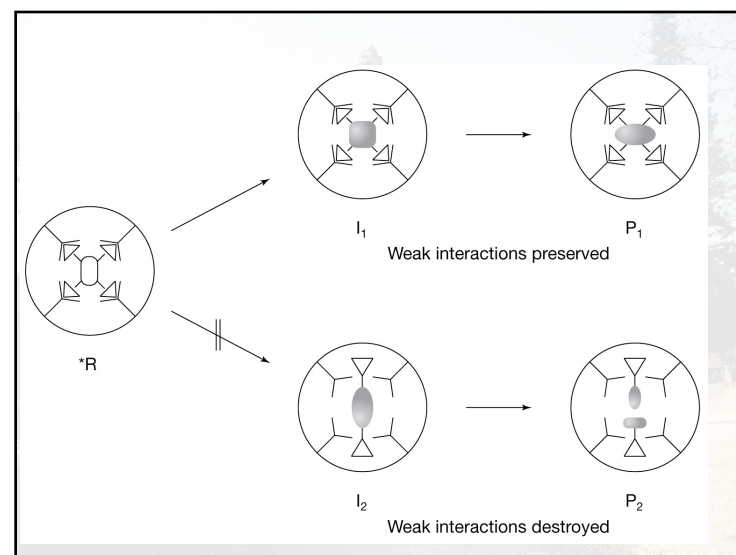 I₁
P₁
Weak interactions preserved
*R
I₂
P₂
Weak interactions destroyed